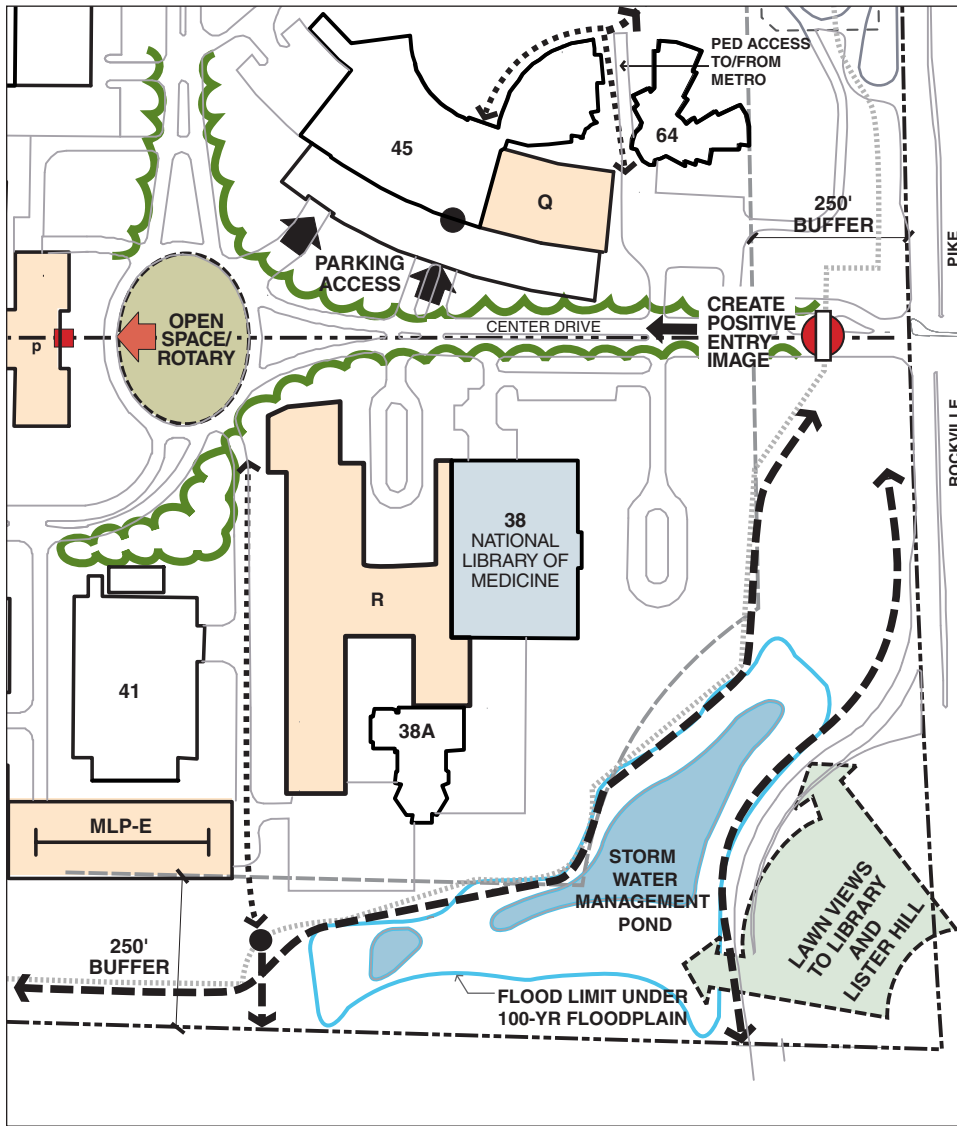 PED ACCESS
TO/FROM
METRO
64
45
Q
250'
BUFFER
PIKE
PARKING
ACCESS
CREATE
POSITIVE
ENTRY
IMAGE
CENTER DRIVE
OPEN
SPACE/
ROTARY
p
ROCKVILLE
38
NATIONAL
LIBRARY OF
MEDICINE
R
41
38A
MLP-E
STORM
WATER
MANAGEMENT
POND
LAWN VIEWS
TO LIBRARY
AND
LISTER HILL
250'
BUFFER
FLOOD LIMIT UNDER
100-YR FLOODPLAIN